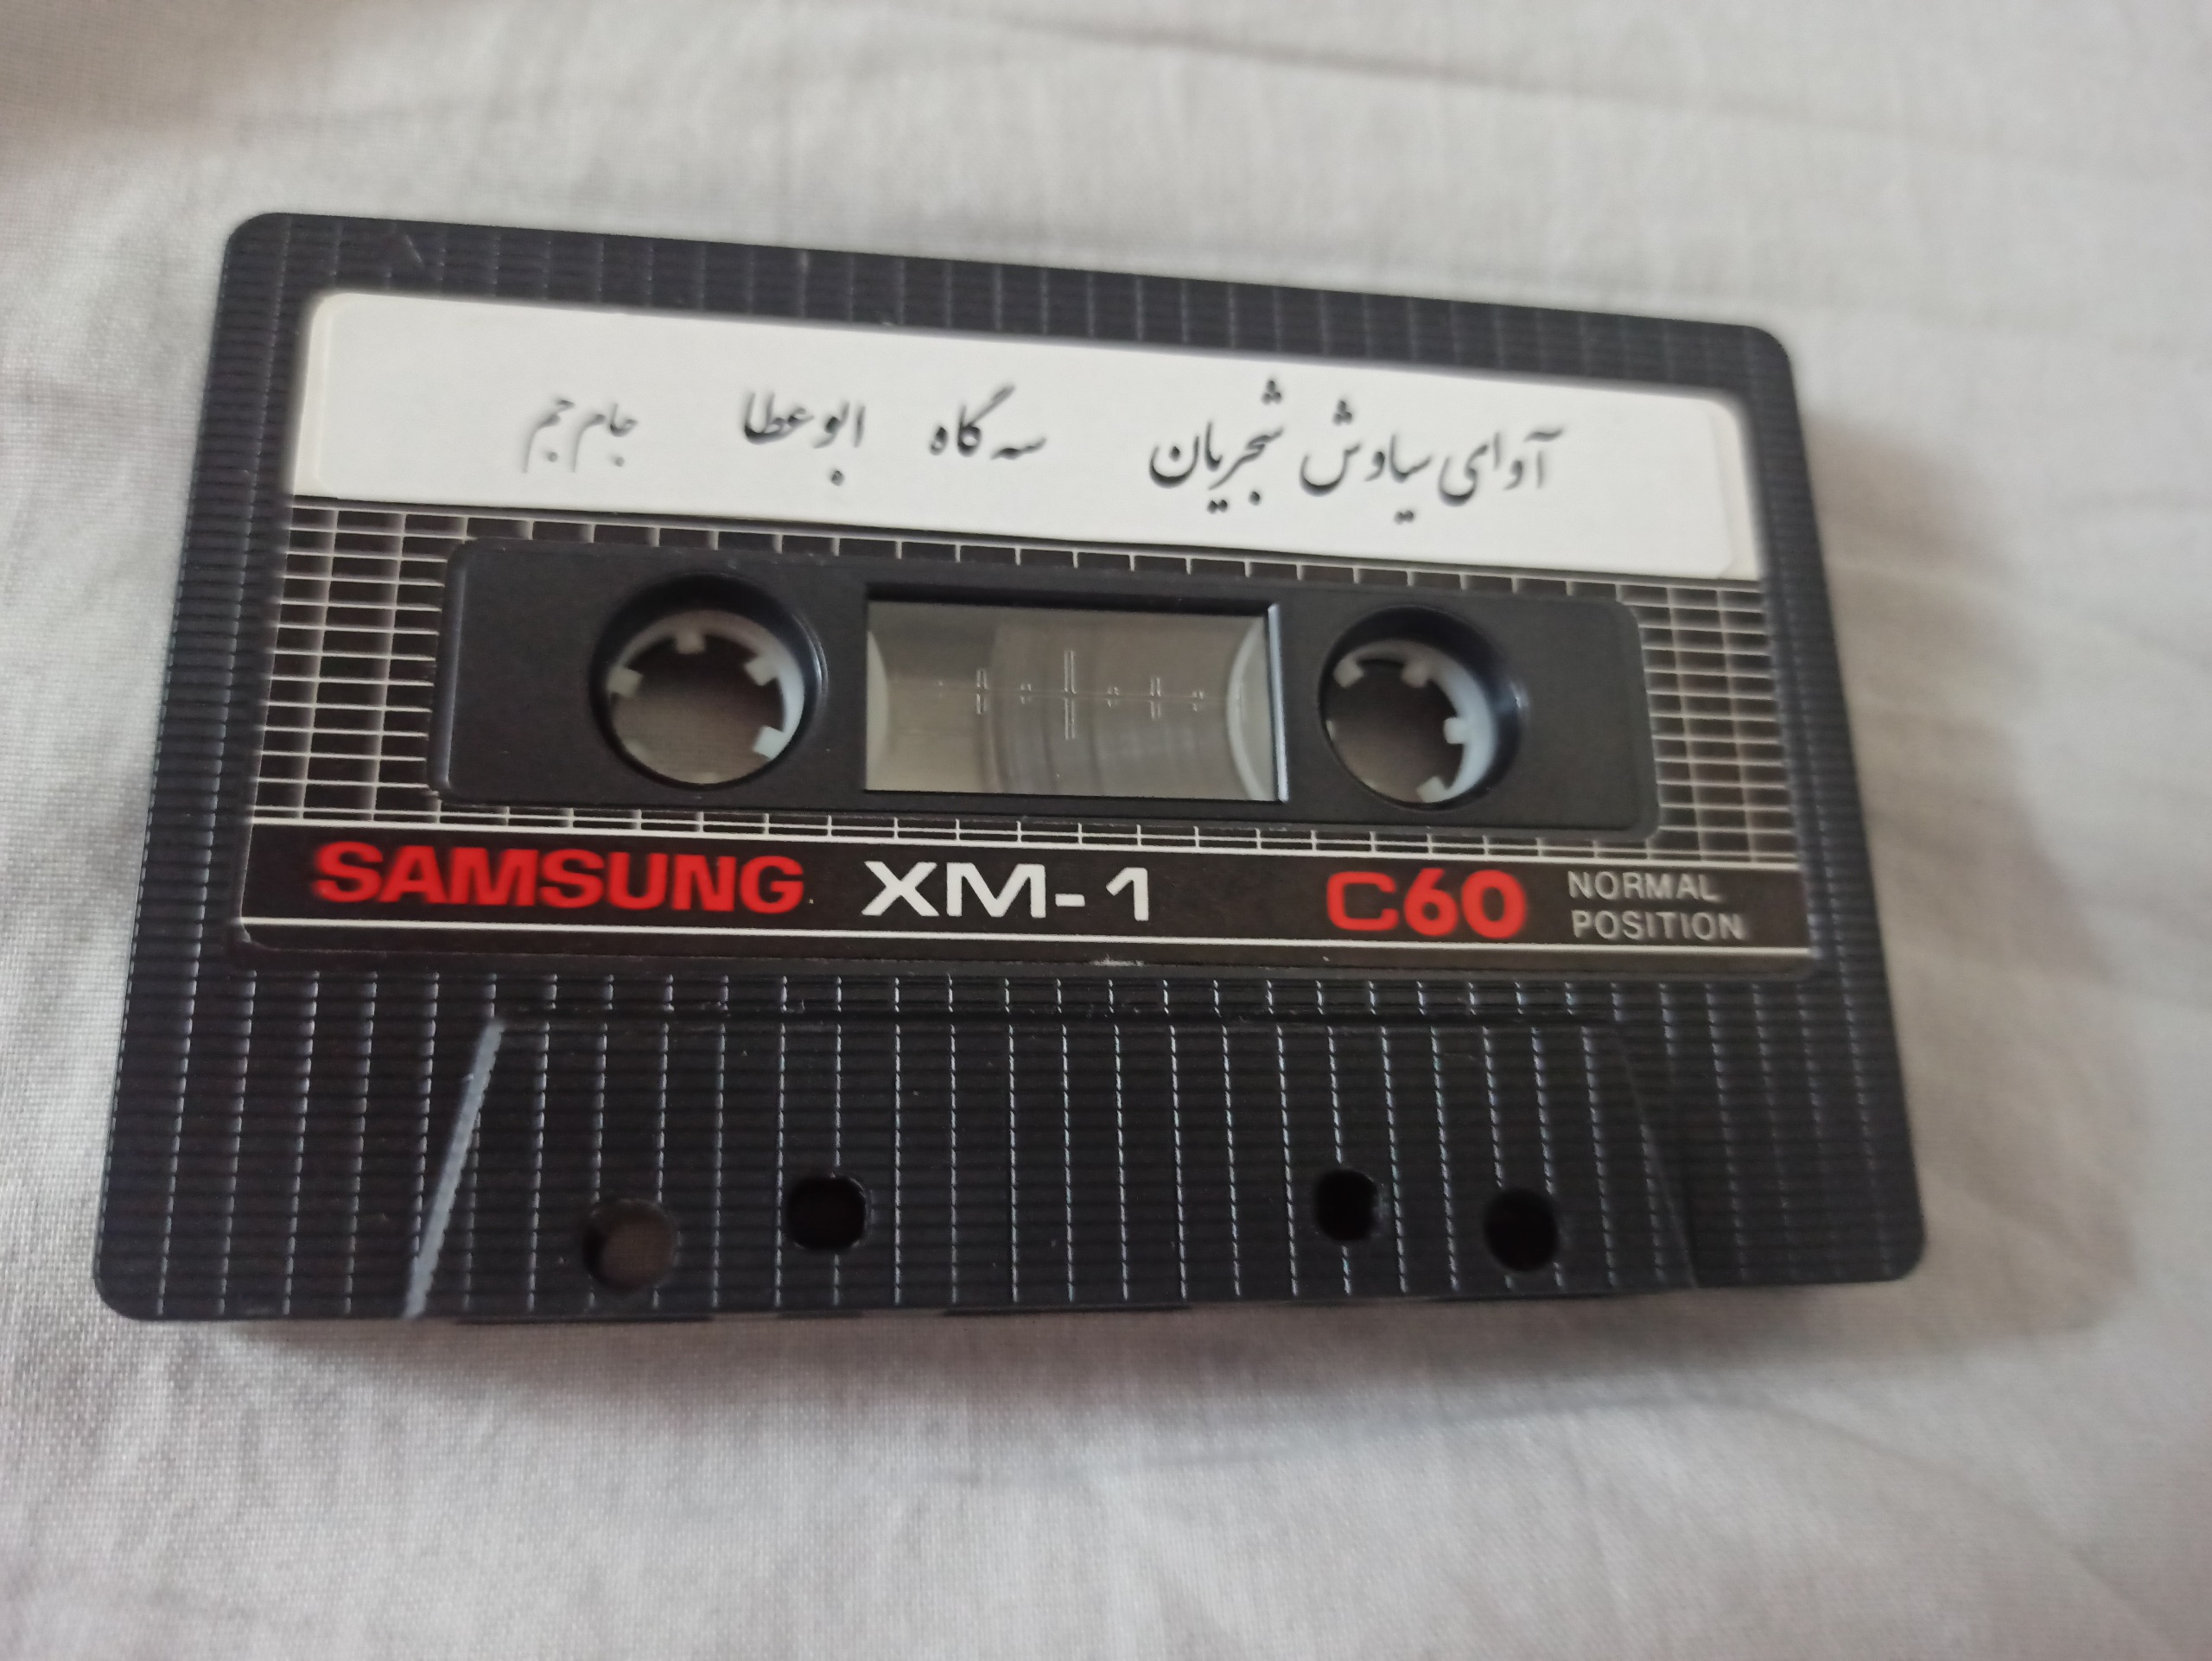 آوای سیاوش شجریان سه گاه ابوعطا جام جم
SAMSUNG XM-1 C60 NORMAL
POSITION